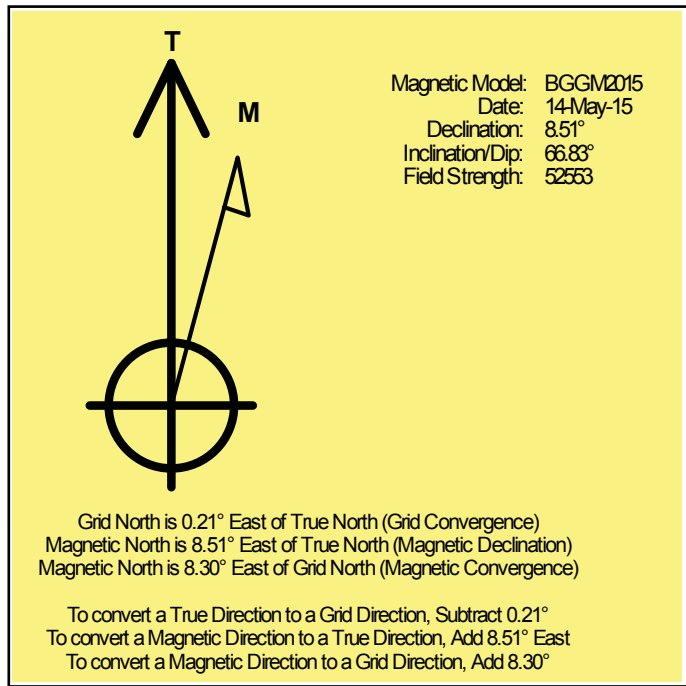 T
M
Magnetic Model: BGGM2015
Date: 14-May-15
Declination: 8.51°
Inclination/Dip: 66.83°
Field Strength: 52553
Grid North is 0.21° East of True North (Grid Convergence)
Magnetic North is 8.51° East of True North (Magnetic Declination)
Magnetic North is 8.30° East of Grid North (Magnetic Convergence)
To convert a True Direction to a Grid Direction, Subtract 0.21°
To convert a Magnetic Direction to a True Direction, Add 8.51° East
To convert a Magnetic Direction to a Grid Direction, Add 8.30°